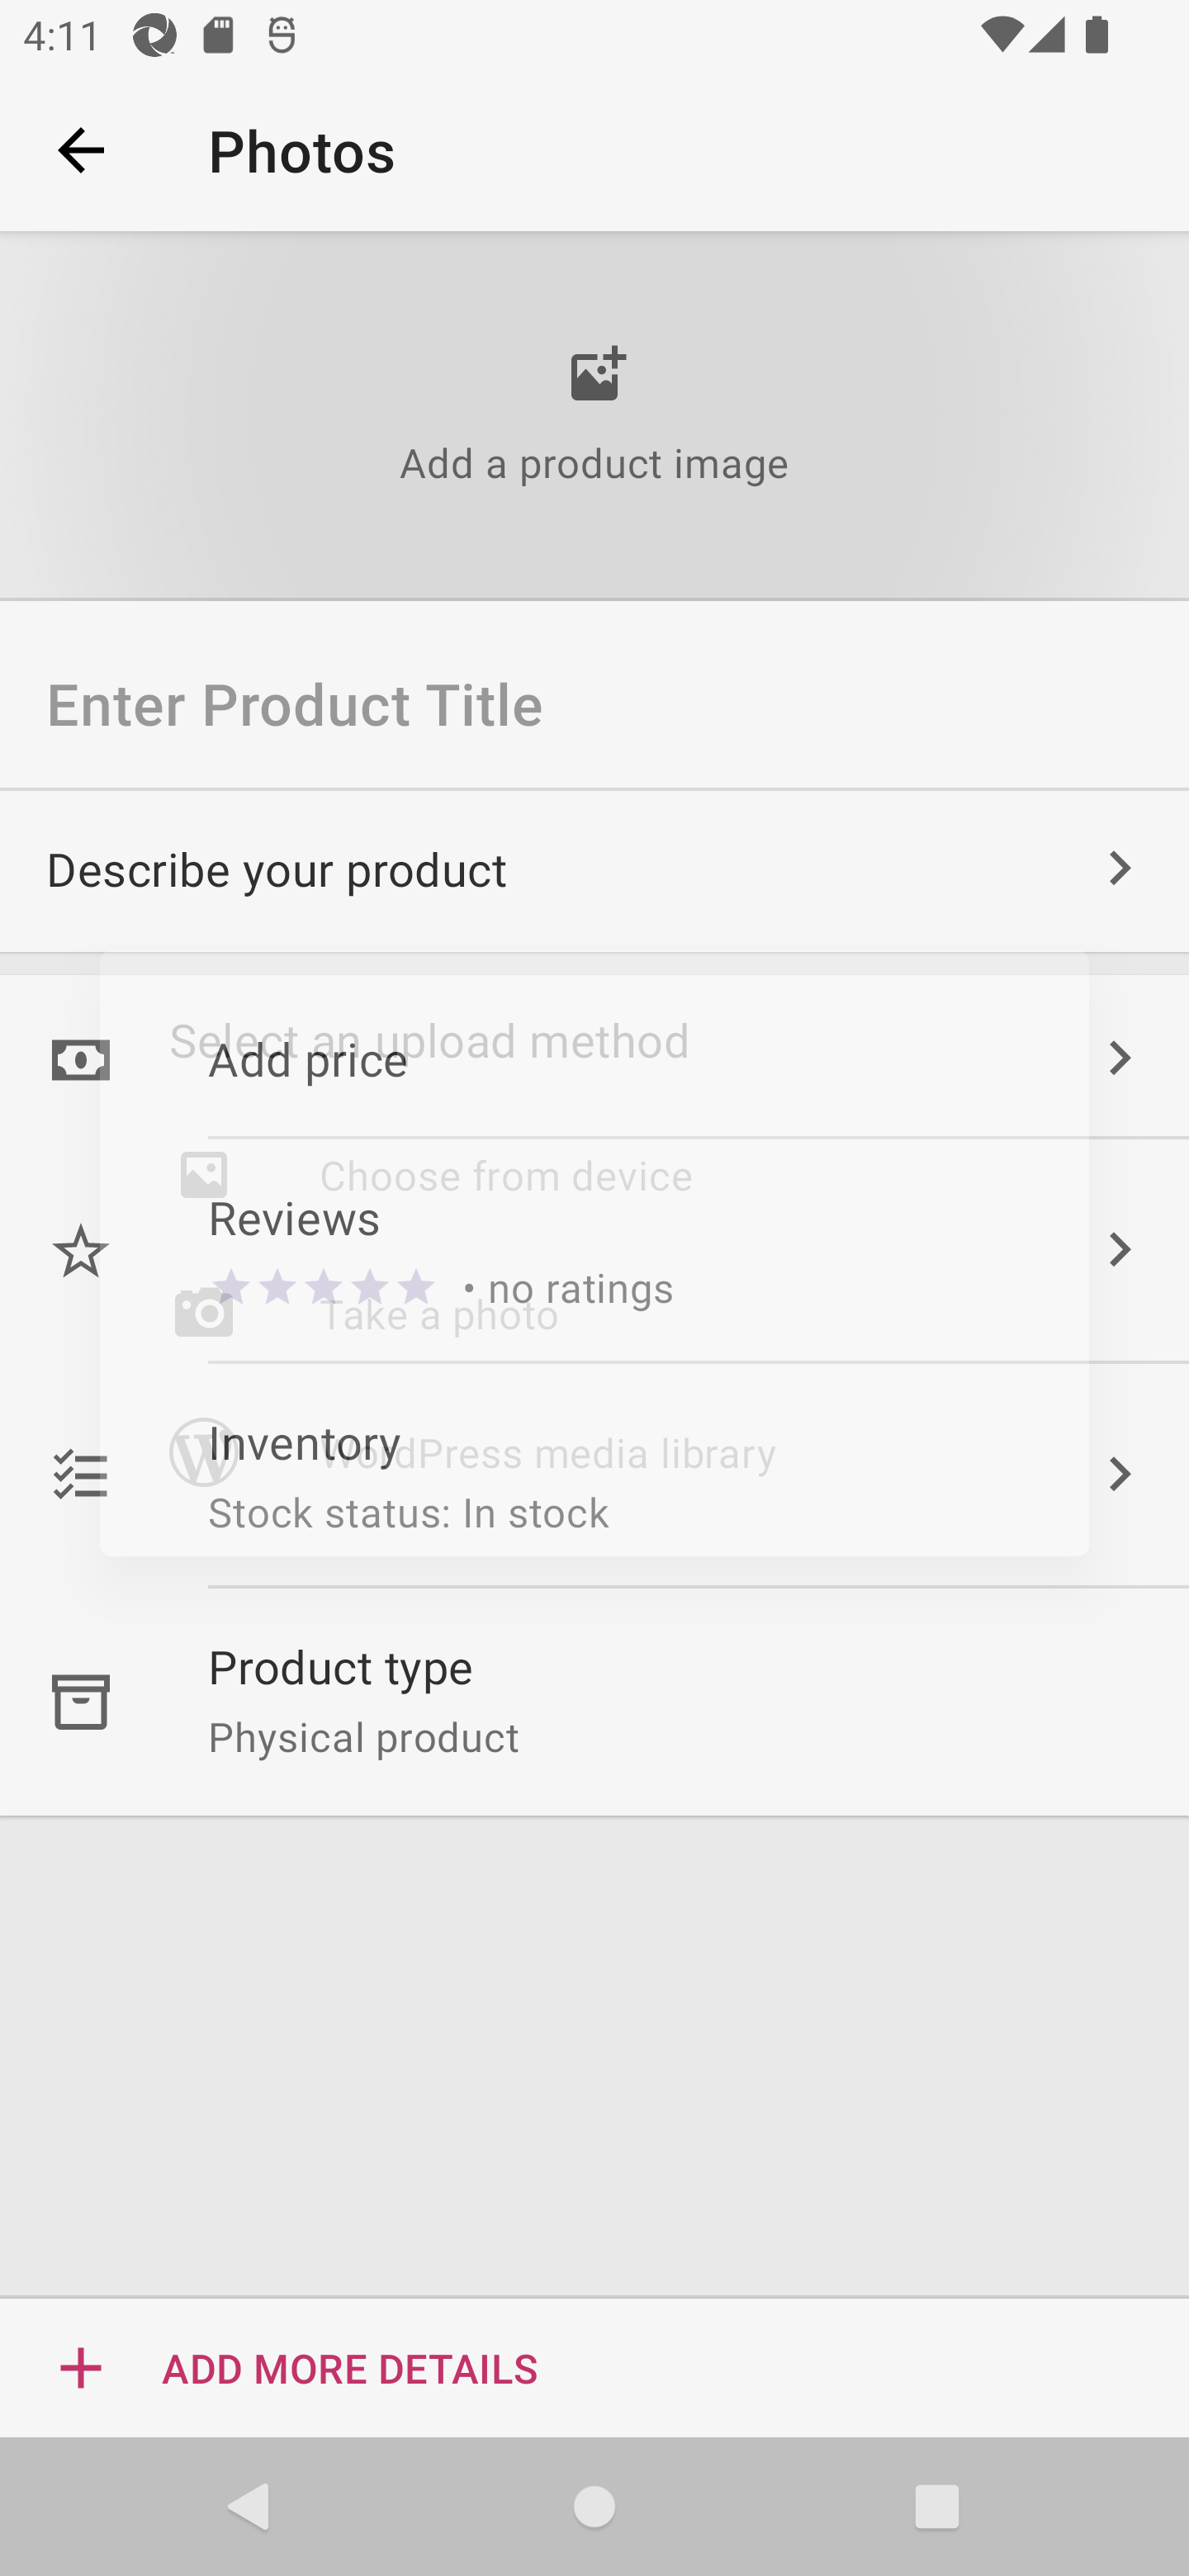 4:11
Photos
Add a product image
Enter Product Title
Describe your product
Select an upload method
Add price
Choose from device
Reviews
• no ratings
Take a photo
Inventory
WordPress media library
Stock status: In stock
Product type
Physical product
ADD MORE DETAILS